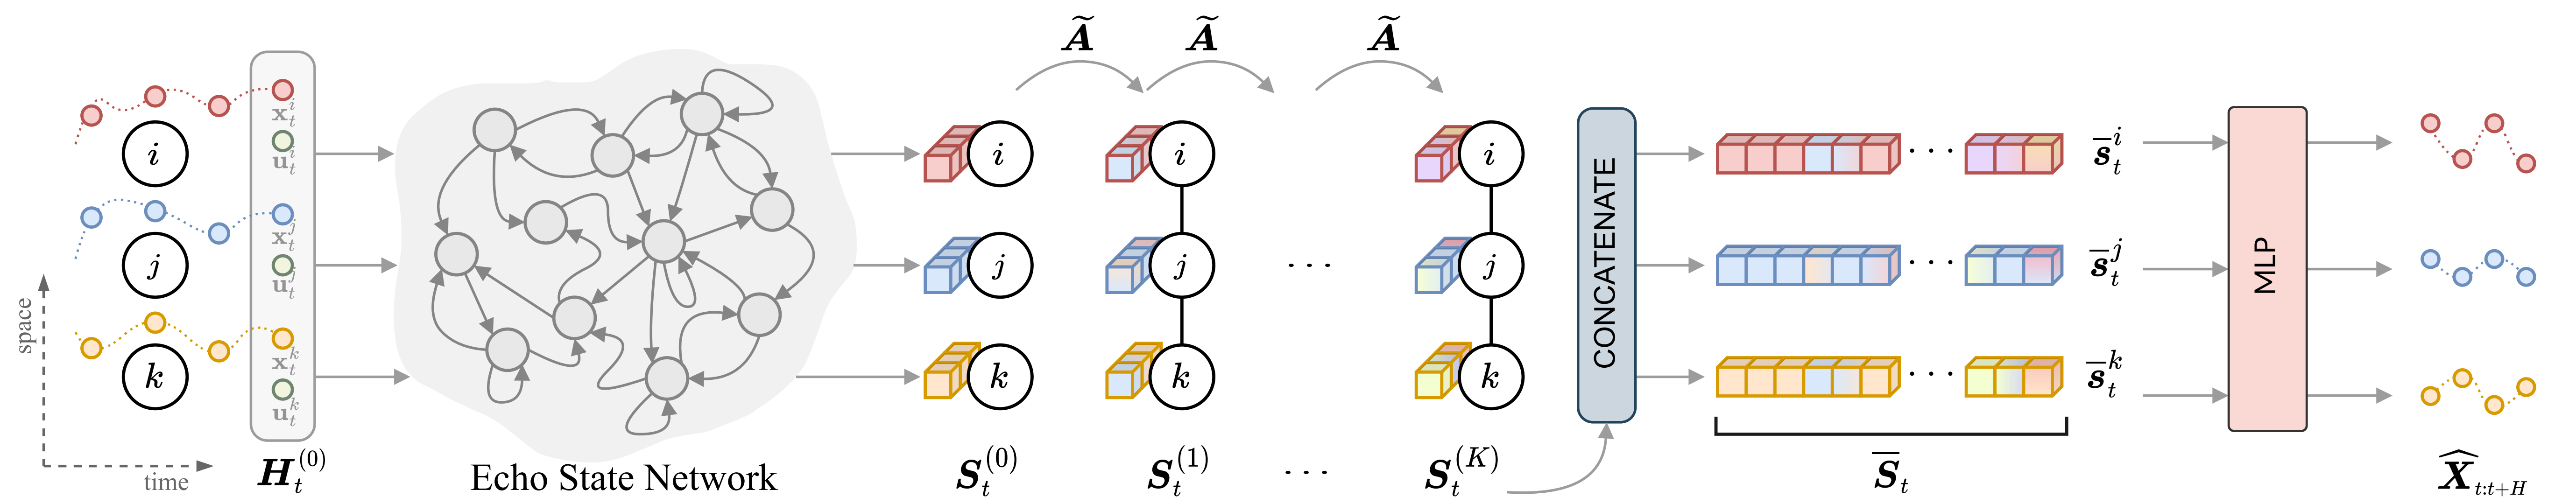 space
time
i
j
k
x_t^i
u_t^i
x_t^j
u_t^j
x_t^k
u_t^k
H_t^{(0)}
Echo State Network
Ã Ã Ã
i i i
j j . . . j
k k k
S_t^{(0)} S_t^{(1)} . . . S_t^{(K)}
CONCATENATE
. . . s̅_t^i
. . . s̅_t^j
. . . s̅_t^k
S̅_t
MLP
X̂_{t:t+H}